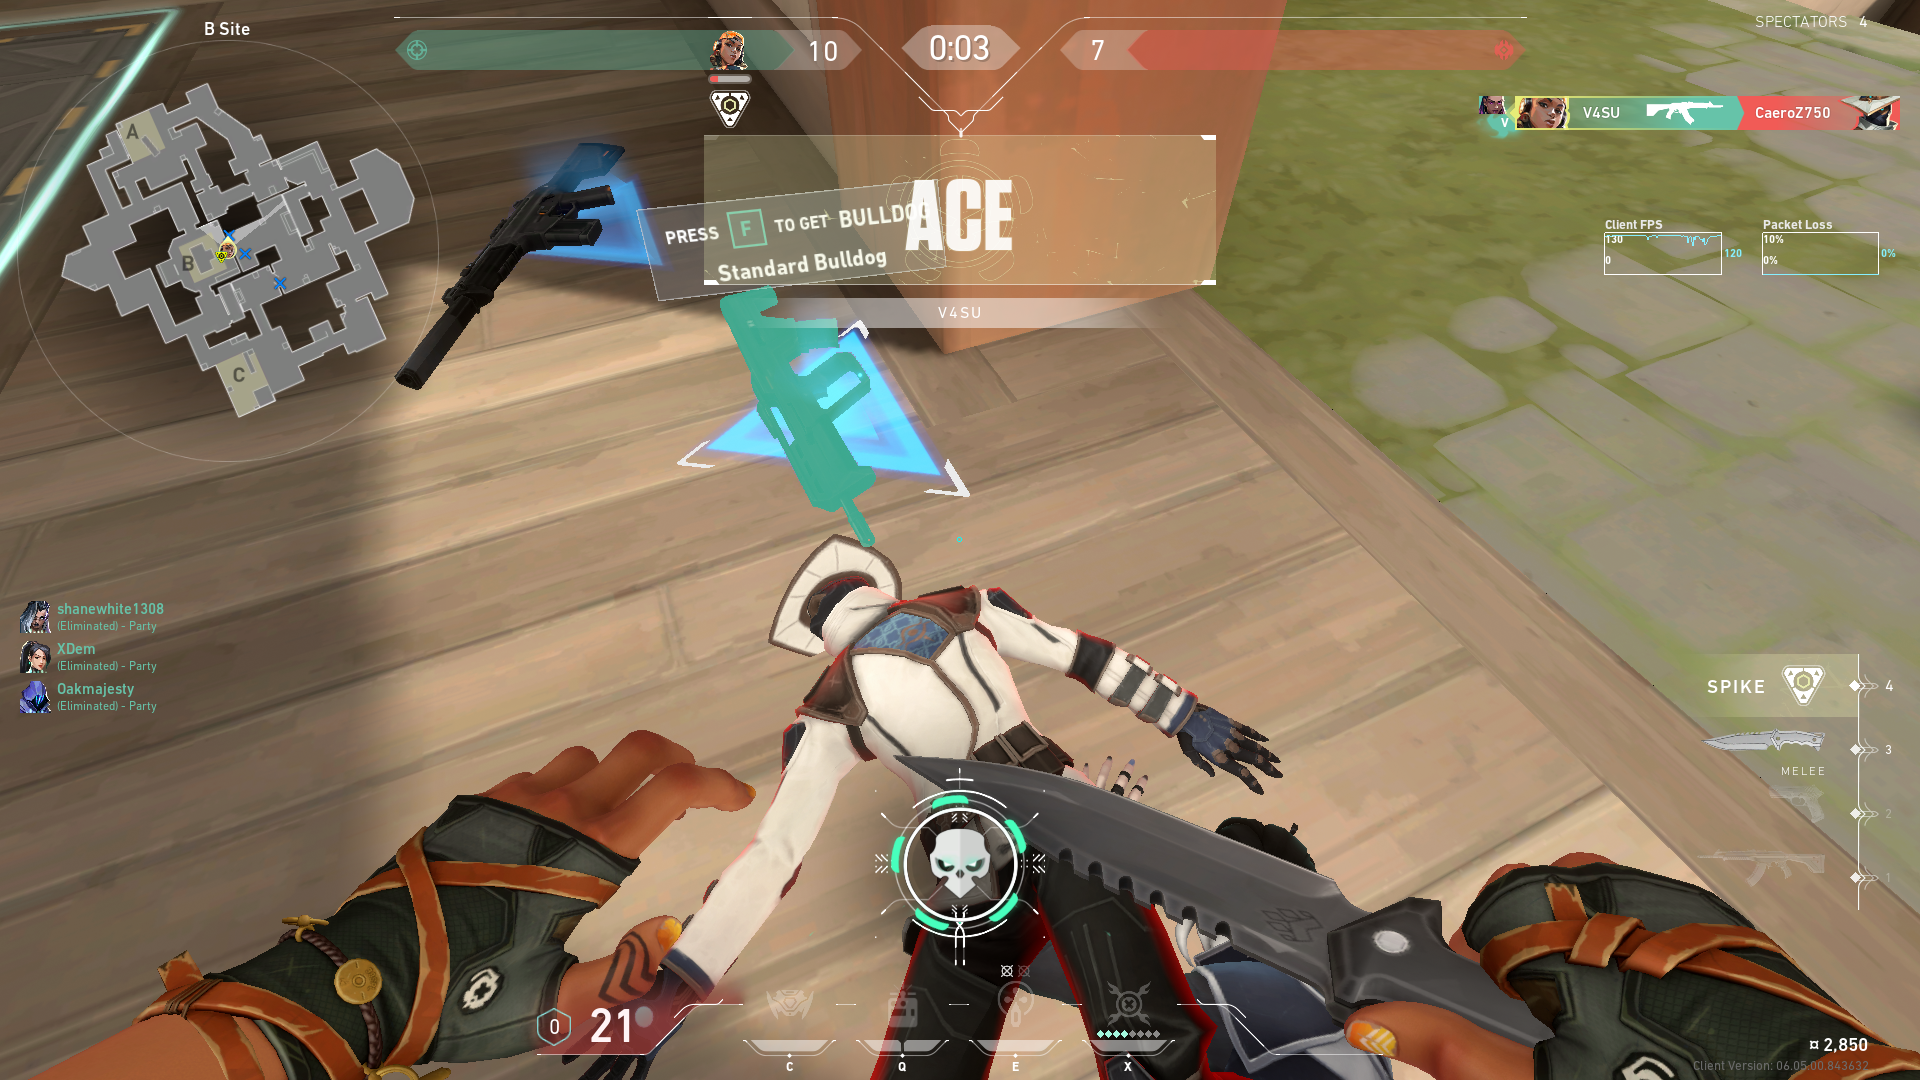 B Site
10
0:03
7
SPECTATORS 4
A
B
C
V
V4SU
CaeroZ750
ACE
PRESS F TO GET BULLDOG
Standard Bulldog
V4SU
Client FPS
130
0
120
Packet Loss
10%
0%
0%
shanewhite1308
(Eliminated) - Party
XDem
(Eliminated) - Party
Oakmajesty
(Eliminated) - Party
SPIKE
4
3
MELEE
2
1
0
21
C
Q
E
X
¤ 2,850
Client Version: 06.05.00.843632